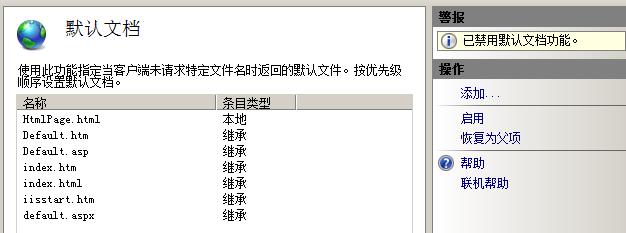 默认文档
使用此功能指定当客户端未请求特定文件名时返回的默认文件。按优先级
顺序设置默认文档。
名称 条目类型
HtmlPage.html 本地
Default.htm 继承
Default.asp 继承
index.htm 继承
index.html 继承
iisstart.htm 继承
default.aspx 继承
警报
已禁用默认文档功能。
操作
添加...
启用
恢复为父项
帮助
联机帮助